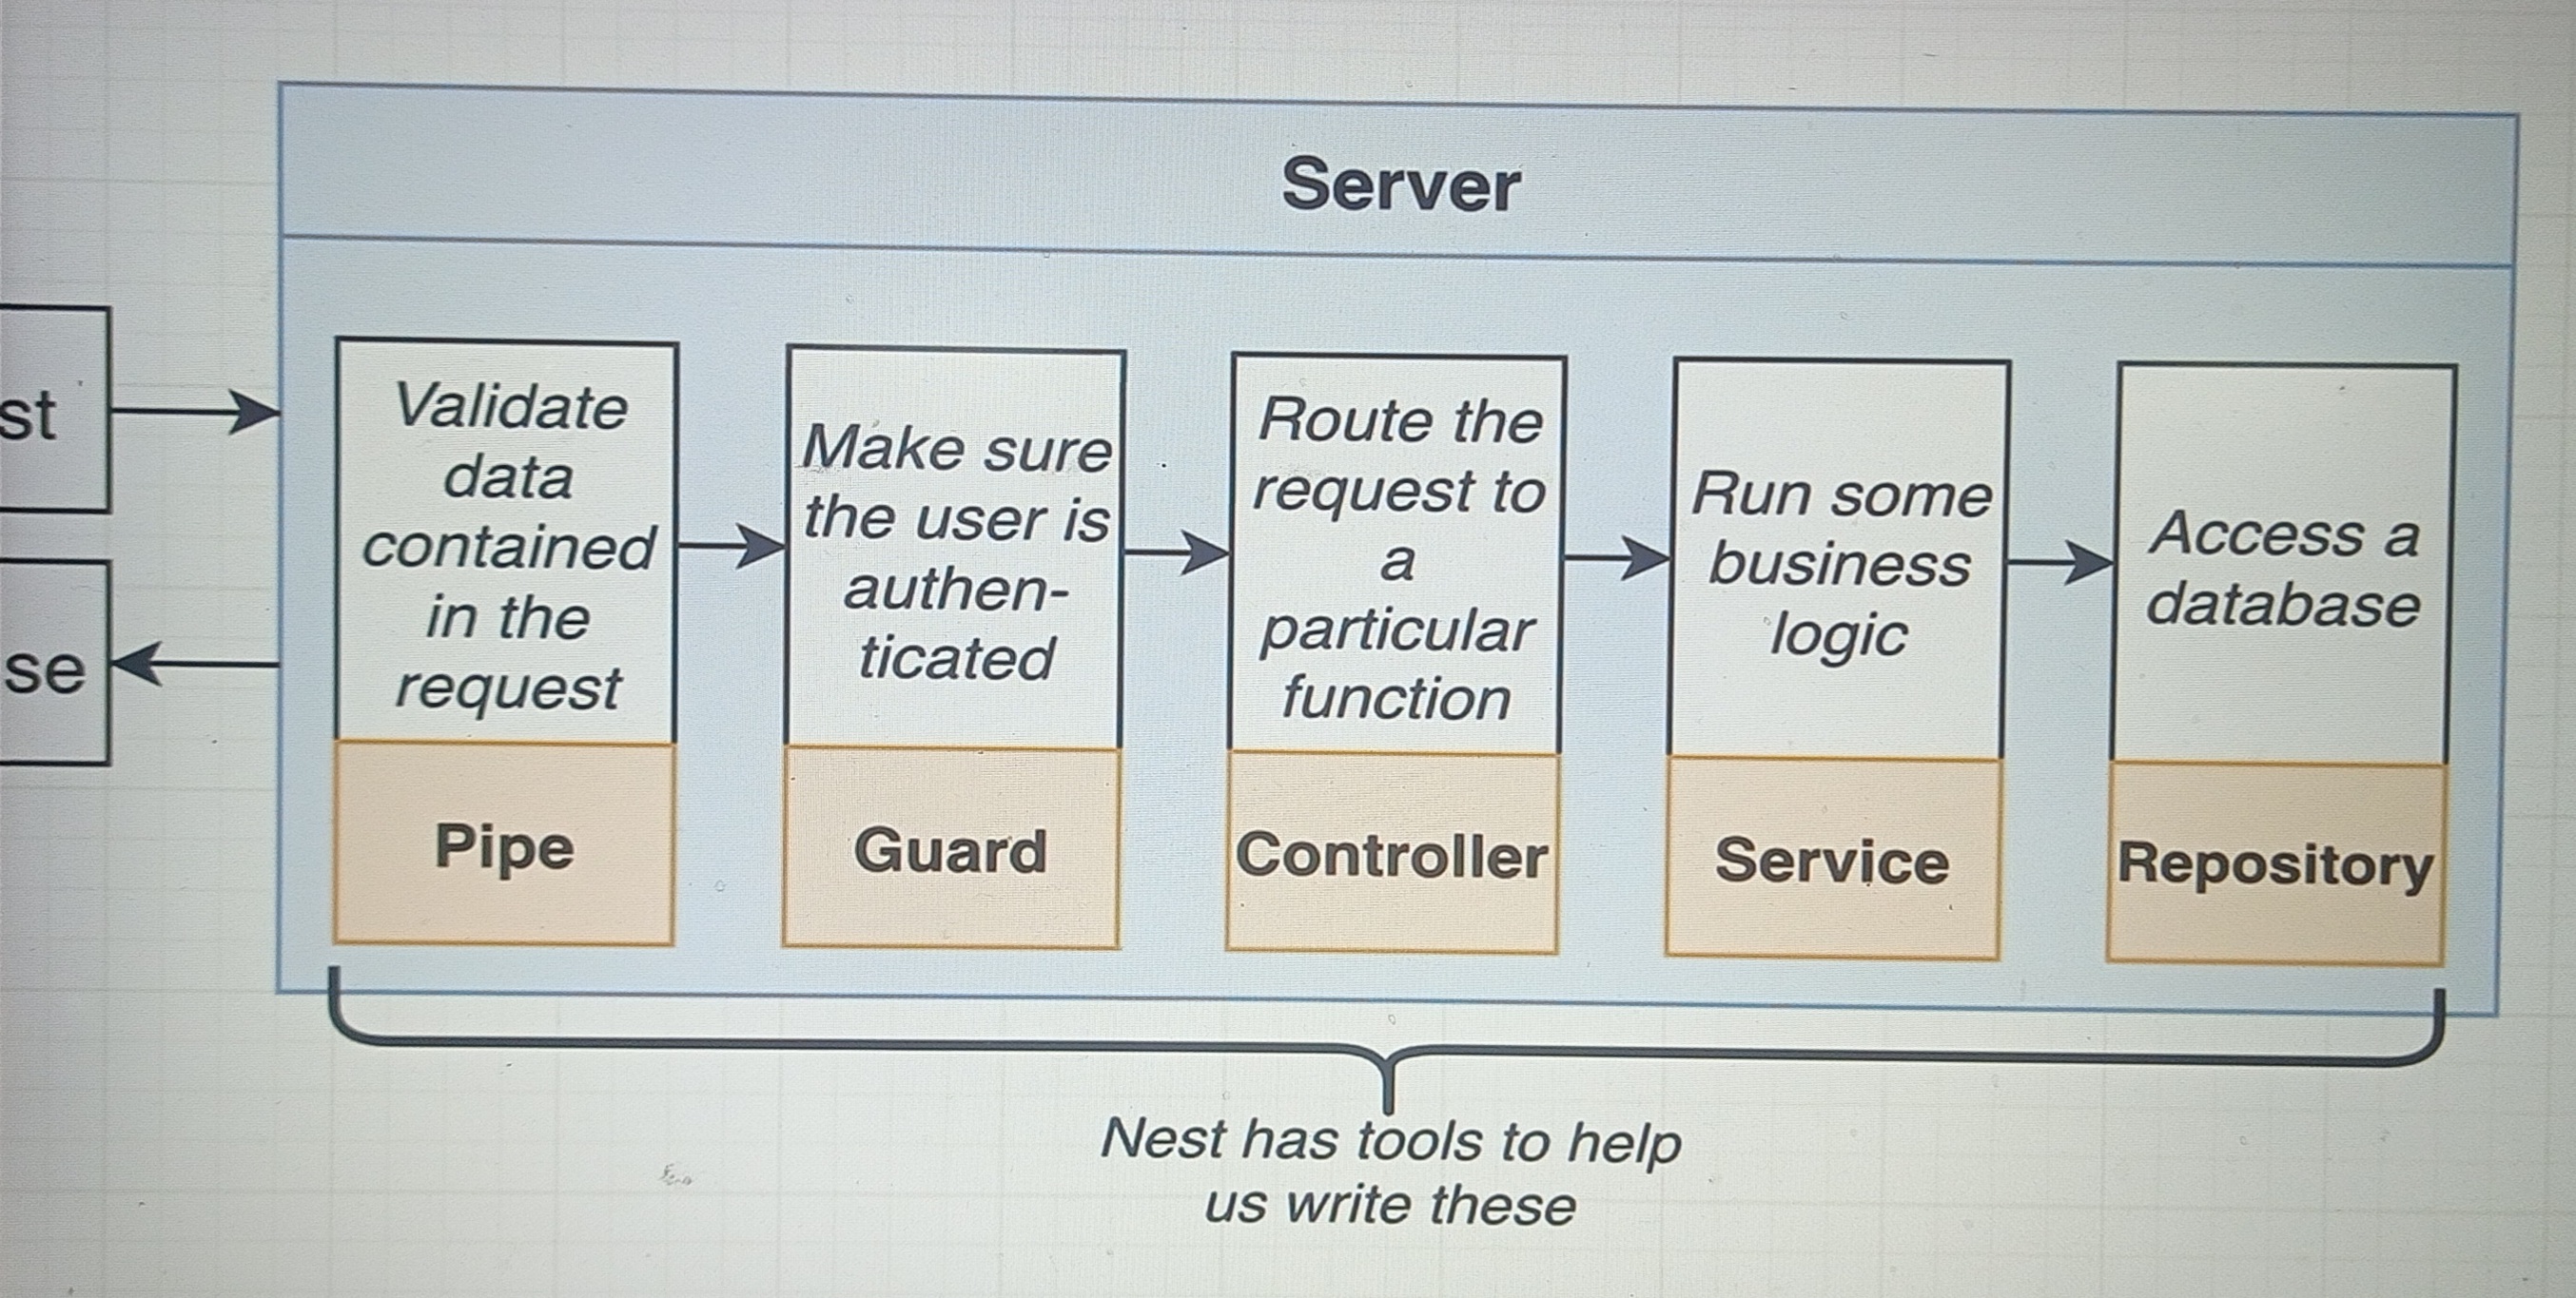 Server
st
se
Validate
data
contained
in the
request
Pipe
Make sure
the user is
authen-
ticated
Guard
Route the
request to
a
particular
function
Controller
Run some
business
logic
Service
Access a
database
Repository
Nest has tools to help
us write these